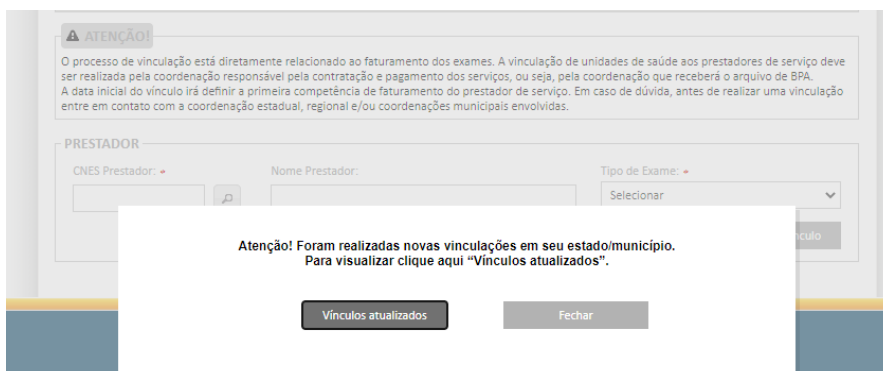 ATENÇÃO!
O processo de vinculação está diretamente relacionado ao faturamento dos exames. A vinculação de unidades de saúde aos prestadores de serviço deve
ser realizada pela coordenação responsável pela contratação e pagamento dos serviços, ou seja, pela coordenação que receberá o arquivo de BPA.
A data inicial do vínculo irá definir a primeira competência de faturamento do prestador de serviço. Em caso de dúvida, antes de realizar uma vinculação
entre em contato com a coordenação estadual, regional e/ou coordenações municipais envolvidas.
PRESTADOR
CNES Prestador: Nome Prestador: Tipo de Exame:
Selecionar
Atenção! Foram realizadas novas vinculações em seu estado/município.
Para visualizar clique aqui “Vínculos atualizados”.
Vínculos atualizados Fechar